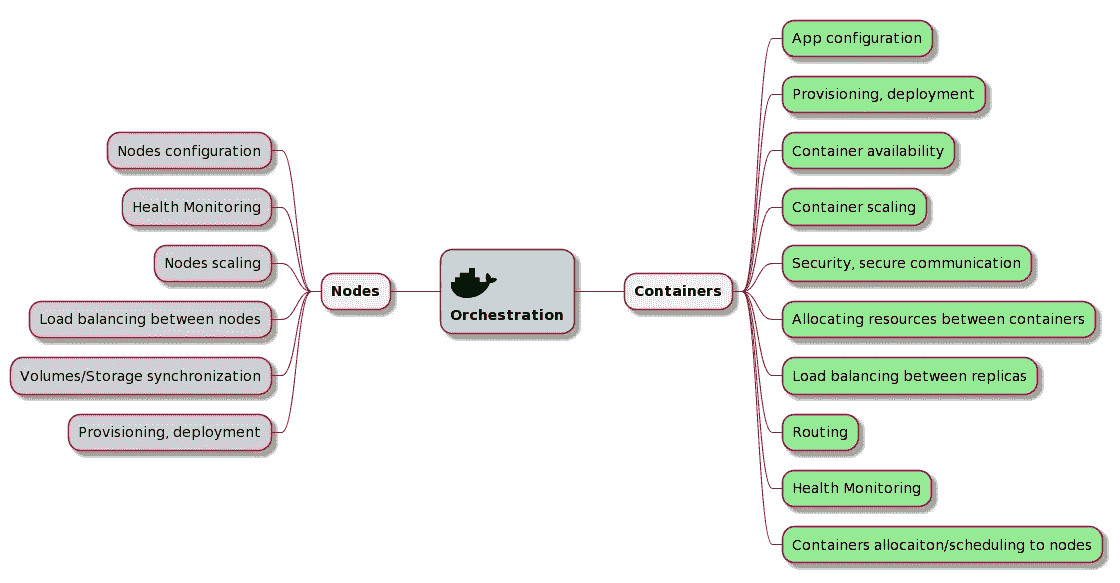 Nodes configuration
Health Monitoring
Nodes scaling
Load balancing between nodes
Volumes/Storage synchronization
Provisioning, deployment
Nodes
Orchestration
Containers
App configuration
Provisioning, deployment
Container availability
Container scaling
Security, secure communication
Allocating resources between containers
Load balancing between replicas
Routing
Health Monitoring
Containers allocaiton/scheduling to nodes